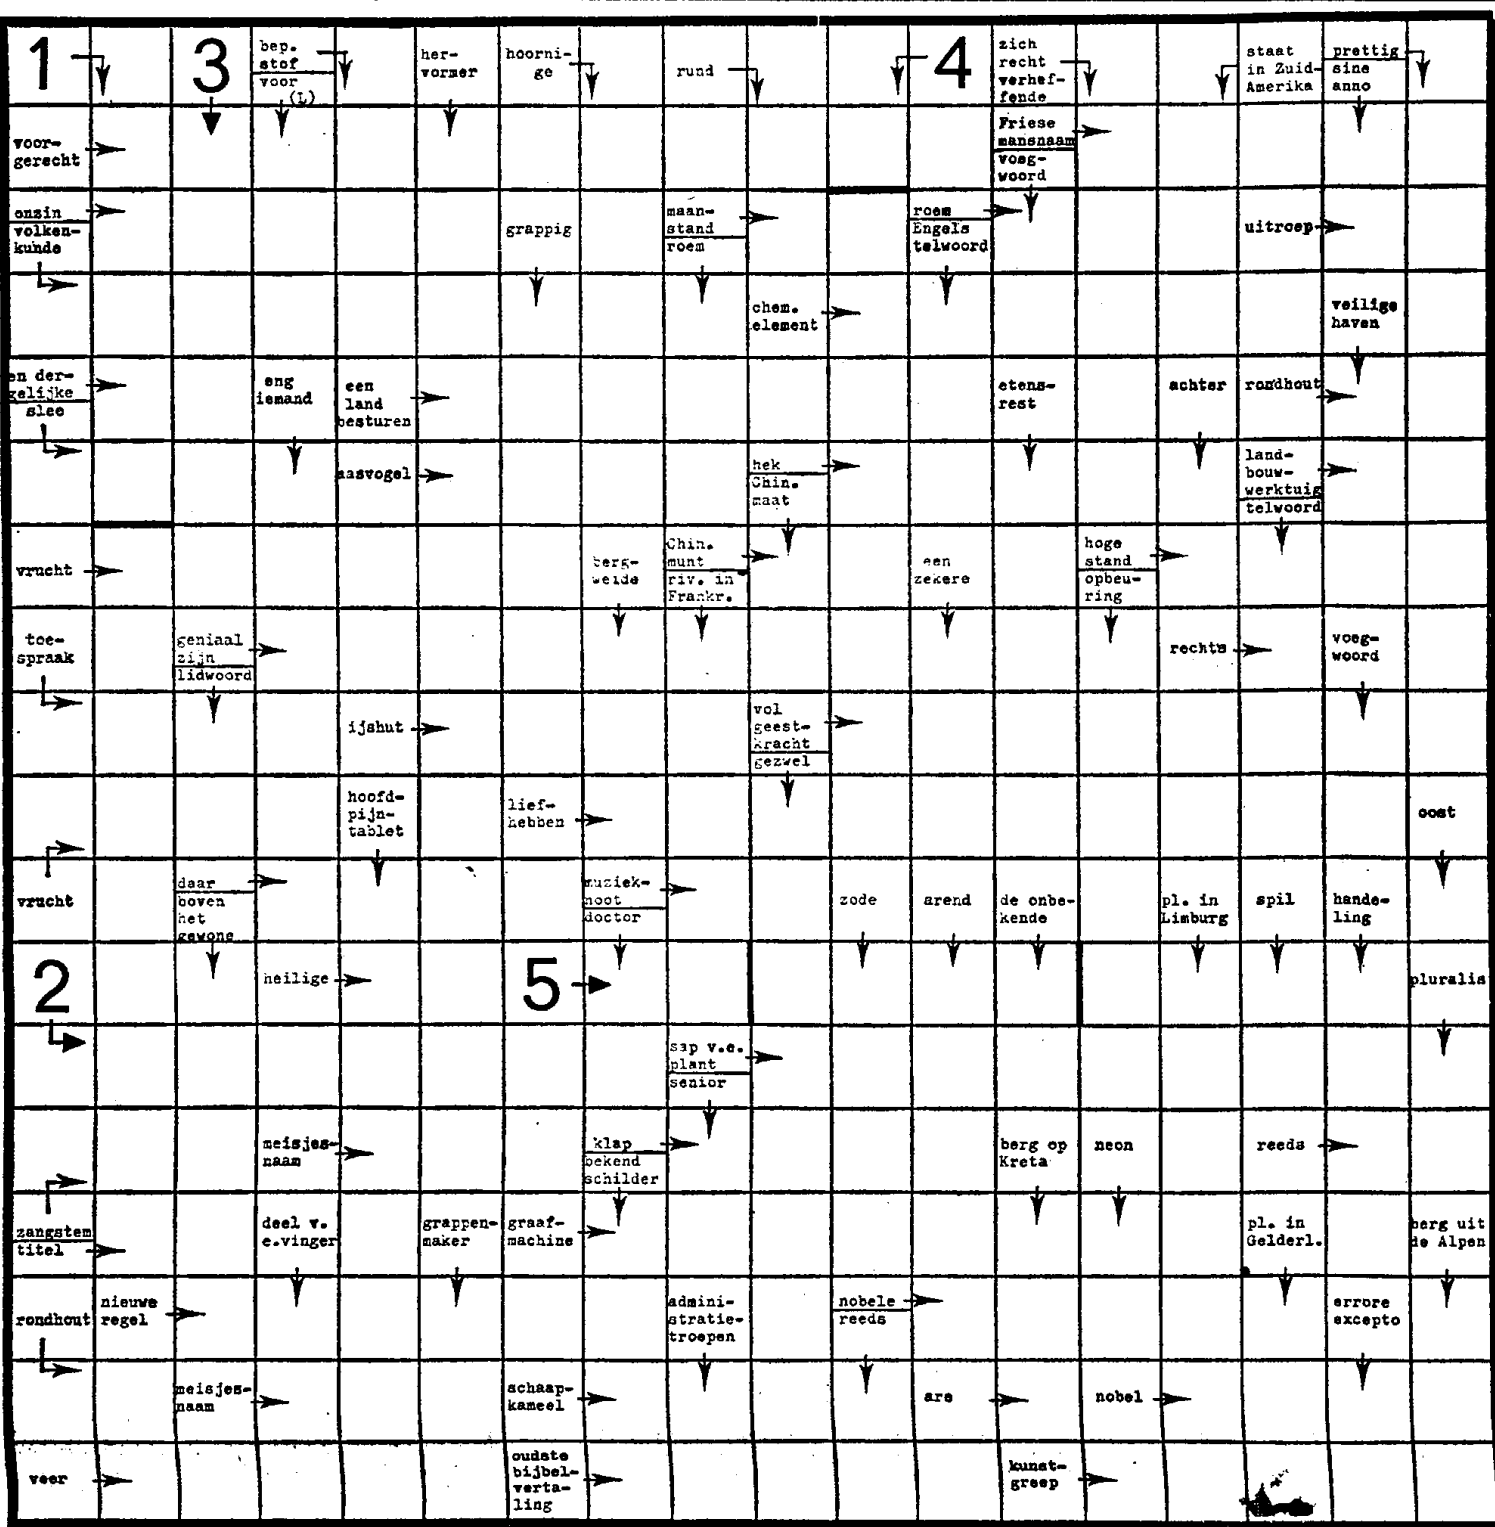 1
3
bep.
stof
voor
(L)
her-
vormer
hoorni-
ge
rund
4
zich
recht
verhef-
fende
staat
in Zuid-
Amerika
prettig
sine
anno
voor-
gerecht
Friese
mansnaam
voeg-
woord
onzin
volken-
kunde
grappig
maan-
stand
roem
roem
Engels
telwoord
uitroep
chem.
element
veilige
haven
en der-
gelijke
slee
eng
iemand
een
land
besturen
etens-
rest
achter
rondhout
aasvogel
hek
Chin.
maat
land-
bouw-
werktuig
telwoord
vrucht
berg-
weide
Chin.
munt
riv. in
Frankr.
een
zekere
hoge
stand
opbeu-
ring
toe-
spraak
geniaal
zijn
lidwoord
rechts
voeg-
woord
ijshut
vol
geest-
kracht
gezwel
hoofd-
pijn-
tablet
lief-
hebben
oost
vrucht
daar
boven
het
gewone
muziek-
noot
doctor
zode
arend
de onbe-
kende
pl. in
Limburg
spil
hande-
ling
2
heilige
5
pluralis
sap v.e.
plant
senior
meisjes-
naam
klap
bekend
schilder
berg op
Kreta
neon
reeds
zangstem
titel
deel v.
e.vinger
grappen-
maker
graaf-
machine
pl. in
Gelderl.
berg uit
de Alpen
rondhout
nieuwe
regel
admini-
stratie-
troepen
nobele
reeds
errore
excepto
meisjes-
naam
schaap-
kameel
are
nobel
veer
oudste
bijbel-
verta-
ling
kunst-
greep